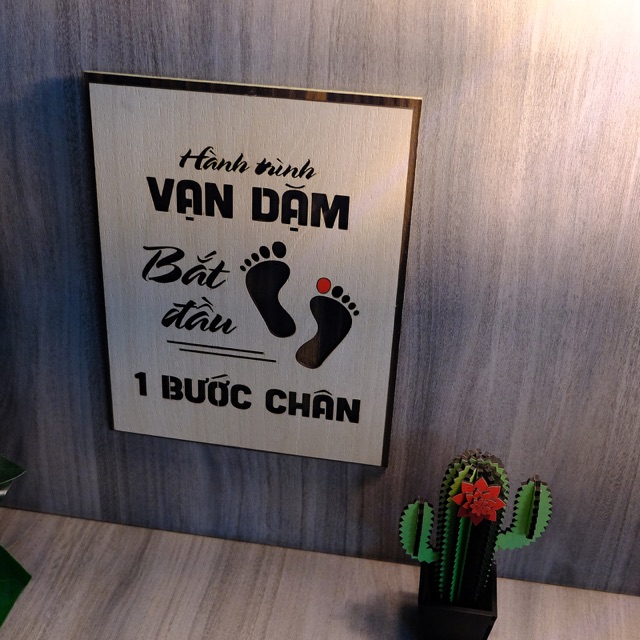 Hành trình
VẠN DẶM
Bắt
đầu
1 BƯỚC CHÂN